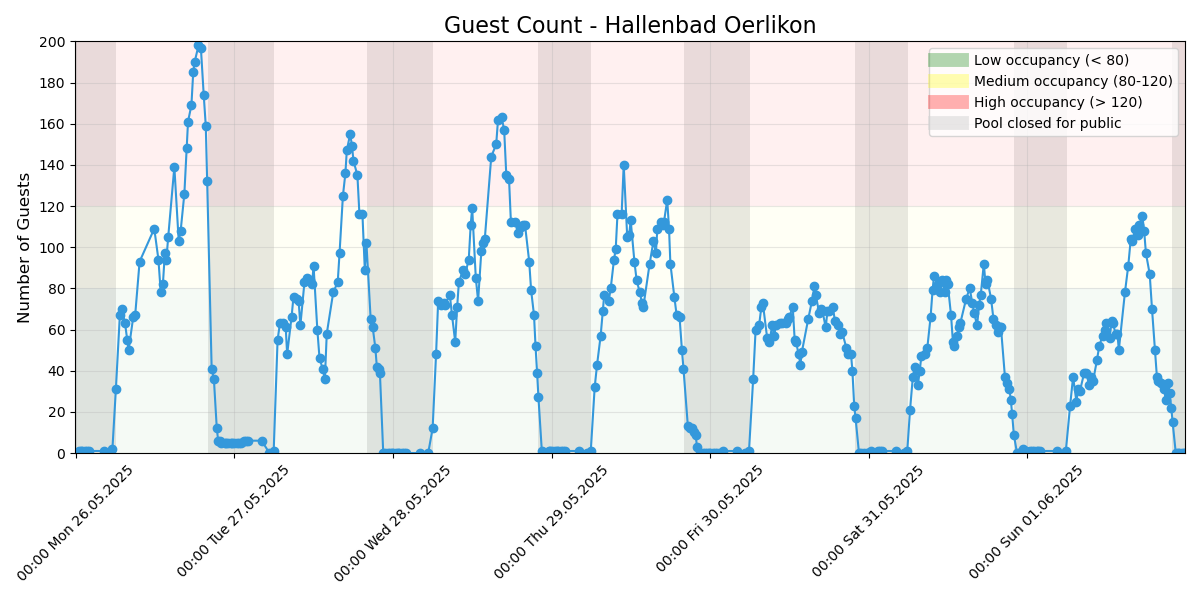 Guest Count - Hallenbad Oerlikon
Number of Guests
200
180
160
140
120
100
80
60
40
20
0
Low occupancy (< 80)
Medium occupancy (80-120)
High occupancy (> 120)
Pool closed for public
00:00 Mon 26.05.2025
00:00 Tue 27.05.2025
00:00 Wed 28.05.2025
00:00 Thu 29.05.2025
00:00 Fri 30.05.2025
00:00 Sat 31.05.2025
00:00 Sun 01.06.2025